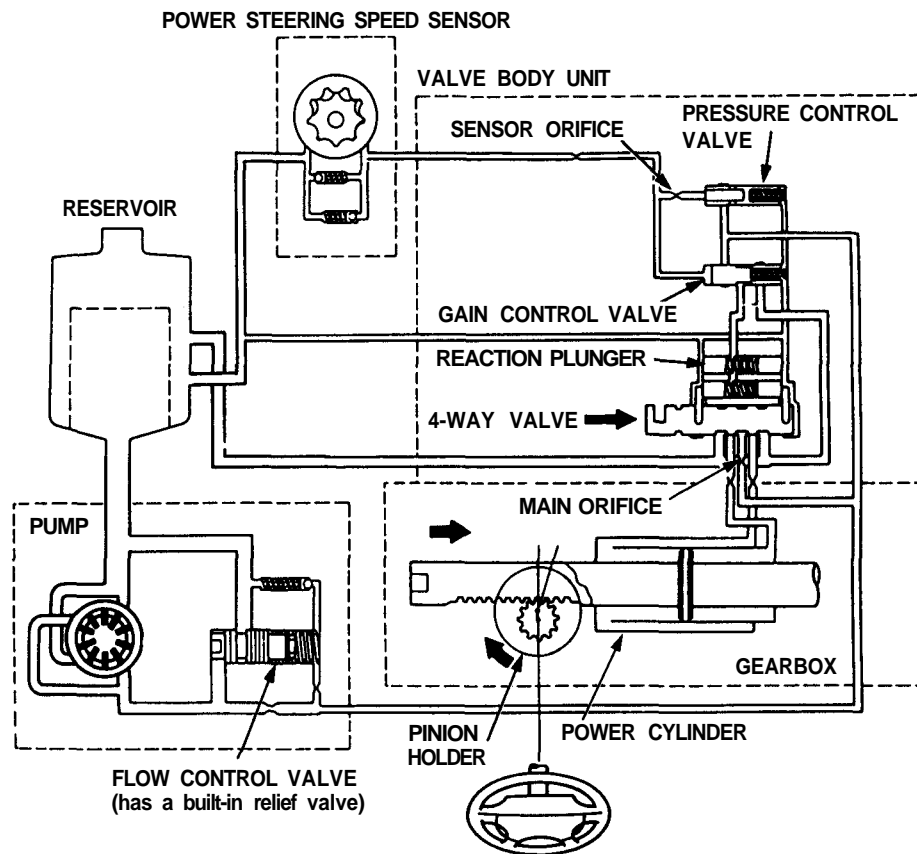 POWER STEERING SPEED SENSOR
VALVE BODY UNIT
PRESSURE CONTROL
VALVE
SENSOR ORIFICE
RESERVOIR
GAIN CONTROL VALVE
REACTION PLUNGER
4-WAY VALVE
MAIN ORIFICE
PUMP
GEARBOX
PINION
HOLDER
POWER CYLINDER
FLOW CONTROL VALVE
(has a built-in relief valve)